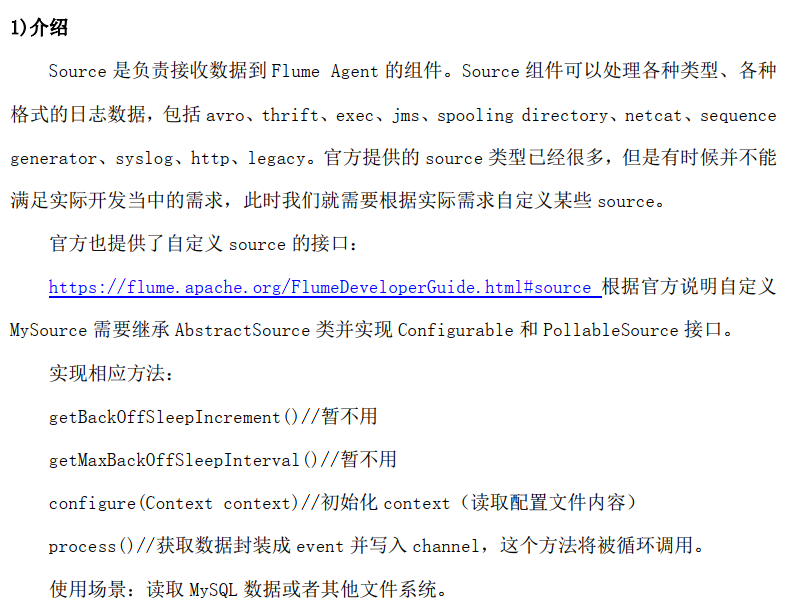 1)介绍
Source 是负责接收数据到 Flume Agent 的组件。Source 组件可以处理各种类型、各种
格式的日志数据，包括 avro、thrift、exec、jms、spooling directory、netcat、sequence
generator、syslog、http、legacy。官方提供的 source 类型已经很多，但是有时候并不能
满足实际开发当中的需求，此时我们就需要根据实际需求自定义某些 source。
官方也提供了自定义 source 的接口：
https://flume.apache.org/FlumeDeveloperGuide.html#source 根据官方说明自定义
MySource 需要继承 AbstractSource 类并实现 Configurable 和 PollableSource 接口。
实现相应方法：
getBackOffSleepIncrement()//暂不用
getMaxBackOffSleepInterval()//暂不用
configure(Context context)//初始化 context（读取配置文件内容）
process()//获取数据封装成 event 并写入 channel，这个方法将被循环调用。
使用场景：读取 MySQL 数据或者其他文件系统。